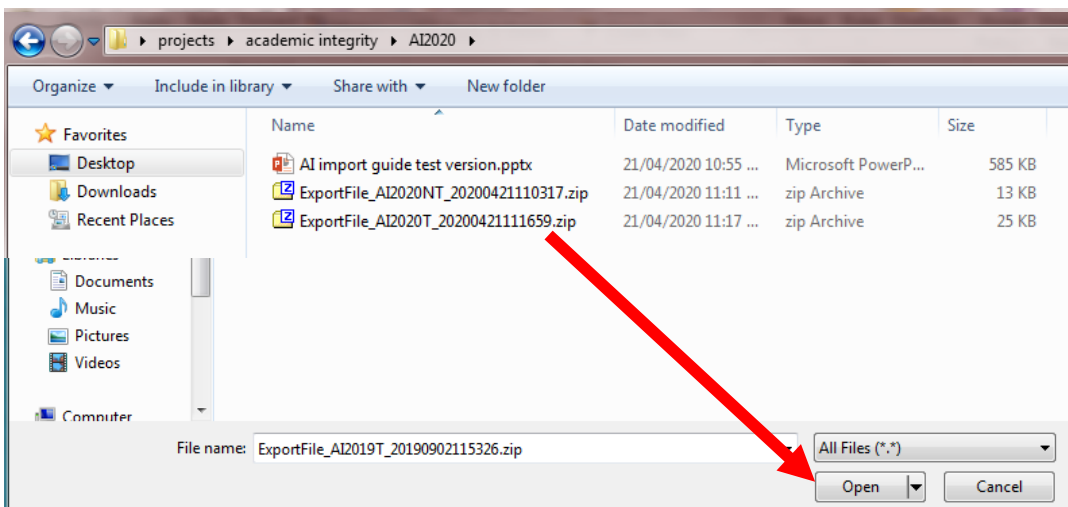 projects academic integrity AI2020
Organize Include in library Share with New folder
Name Date modified Type Size
Favorites
Desktop
Downloads
Recent Places
AI import guide test version.pptx 21/04/2020 10:55 ... Microsoft PowerP... 585 KB
ExportFile_AI2020NT_20200421110317.zip 21/04/2020 11:11 ... zip Archive 13 KB
ExportFile_AI2020T_20200421111659.zip 21/04/2020 11:17 ... zip Archive 25 KB
Documents
Music
Pictures
Videos
Computer
File name: ExportFile_AI2019T_20190902115326.zip All Files (*.*)
Open Cancel